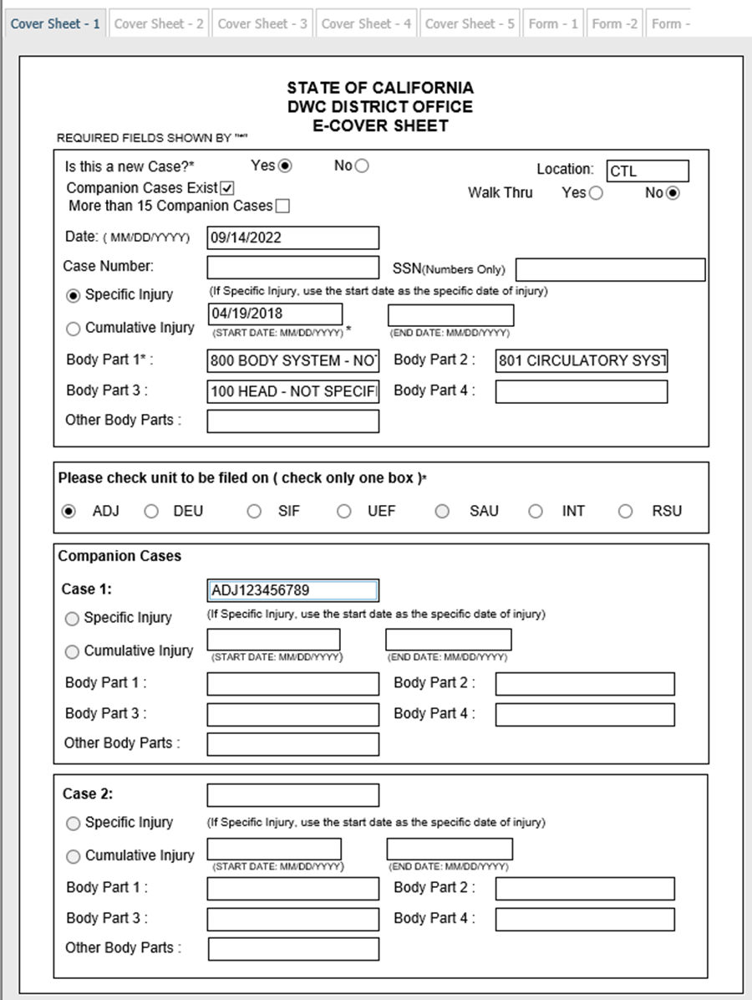 Cover Sheet - 1 Cover Sheet - 2 Cover Sheet - 3 Cover Sheet - 4 Cover Sheet - 5 Form - 1 Form -2 Form -
STATE OF CALIFORNIA
DWC DISTRICT OFFICE
E-COVER SHEET
REQUIRED FIELDS SHOWN BY "*"
Is this a new Case?* Yes No Location: CTL
Companion Cases Exist Walk Thru Yes No
More than 15 Companion Cases
Date: ( MM/DD/YYYY) 09/14/2022
Case Number: SSN(Numbers Only)
Specific Injury (If Specific Injury, use the start date as the specific date of injury)
04/19/2018
Cumulative Injury (START DATE: MM/DD/YYYY) * (END DATE: MM/DD/YYYY)
Body Part 1* : 800 BODY SYSTEM - NOT Body Part 2 : 801 CIRCULATORY SYST
Body Part 3 : 100 HEAD - NOT SPECIFI Body Part 4 :
Other Body Parts :
Please check unit to be filed on ( check only one box )*
ADJ DEU SIF UEF SAU INT RSU
Companion Cases
Case 1: ADJ123456789
Specific Injury (If Specific Injury, use the start date as the specific date of injury)
Cumulative Injury (START DATE: MM/DD/YYYY) (END DATE: MM/DD/YYYY)
Body Part 1 : Body Part 2 :
Body Part 3 : Body Part 4 :
Other Body Parts :
Case 2:
Specific Injury (If Specific Injury, use the start date as the specific date of injury)
Cumulative Injury (START DATE: MM/DD/YYYY) (END DATE: MM/DD/YYYY)
Body Part 1 : Body Part 2 :
Body Part 3 : Body Part 4 :
Other Body Parts :